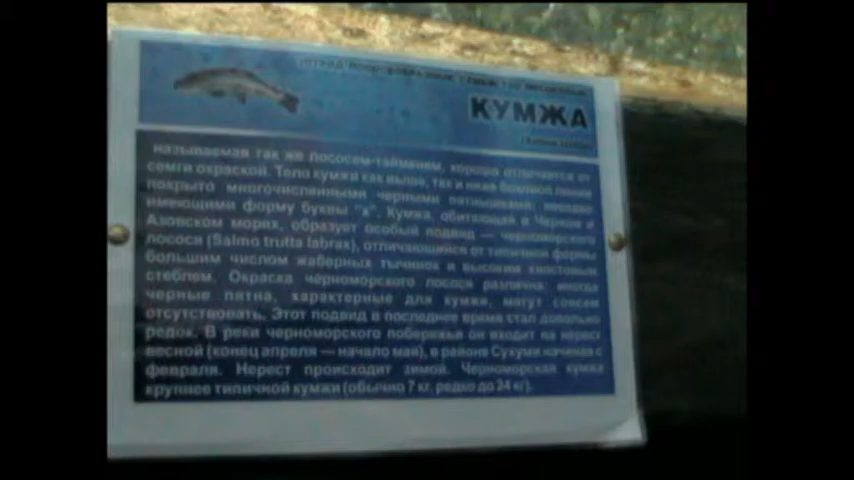 КУМЖА
называемая так же лососем-тайменем, хорошо отличается от
семги окраской. Тело кумжи как выше, так и ниже боковой линии
покрыто многочисленными черными пятнышками, нередко
имеющими форму буквы "х". Кумжа, обитающая в Черном и
Азовском морях, образует особый подвид — черноморского
лосося (Salmo trutta labrax), отличающийся от типичной формы
большим числом жаберных тычинок и высоким хвостовым
стеблем. Окраска черноморского лосося различна: иногда
черные пятна, характерные для кумжи, могут совсем
отсутствовать. Этот подвид в последнее время стал довольно
редок. В реки черноморского побережья он входит на нерест
весной (конец апреля — начало мая), в районе Сухуми начиная с
февраля. Нерест происходит зимой. Черноморская кумжа
крупнее типичной кумжи (обычно 7 кг, редко до 24 кг).